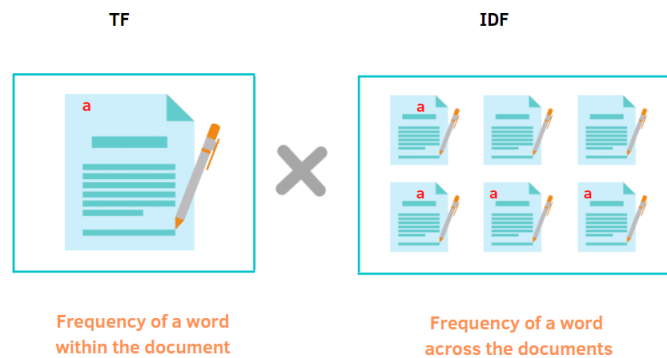 TF
IDF
a
a
a
a
a
Frequency of a word
within the document
Frequency of a word
across the documents